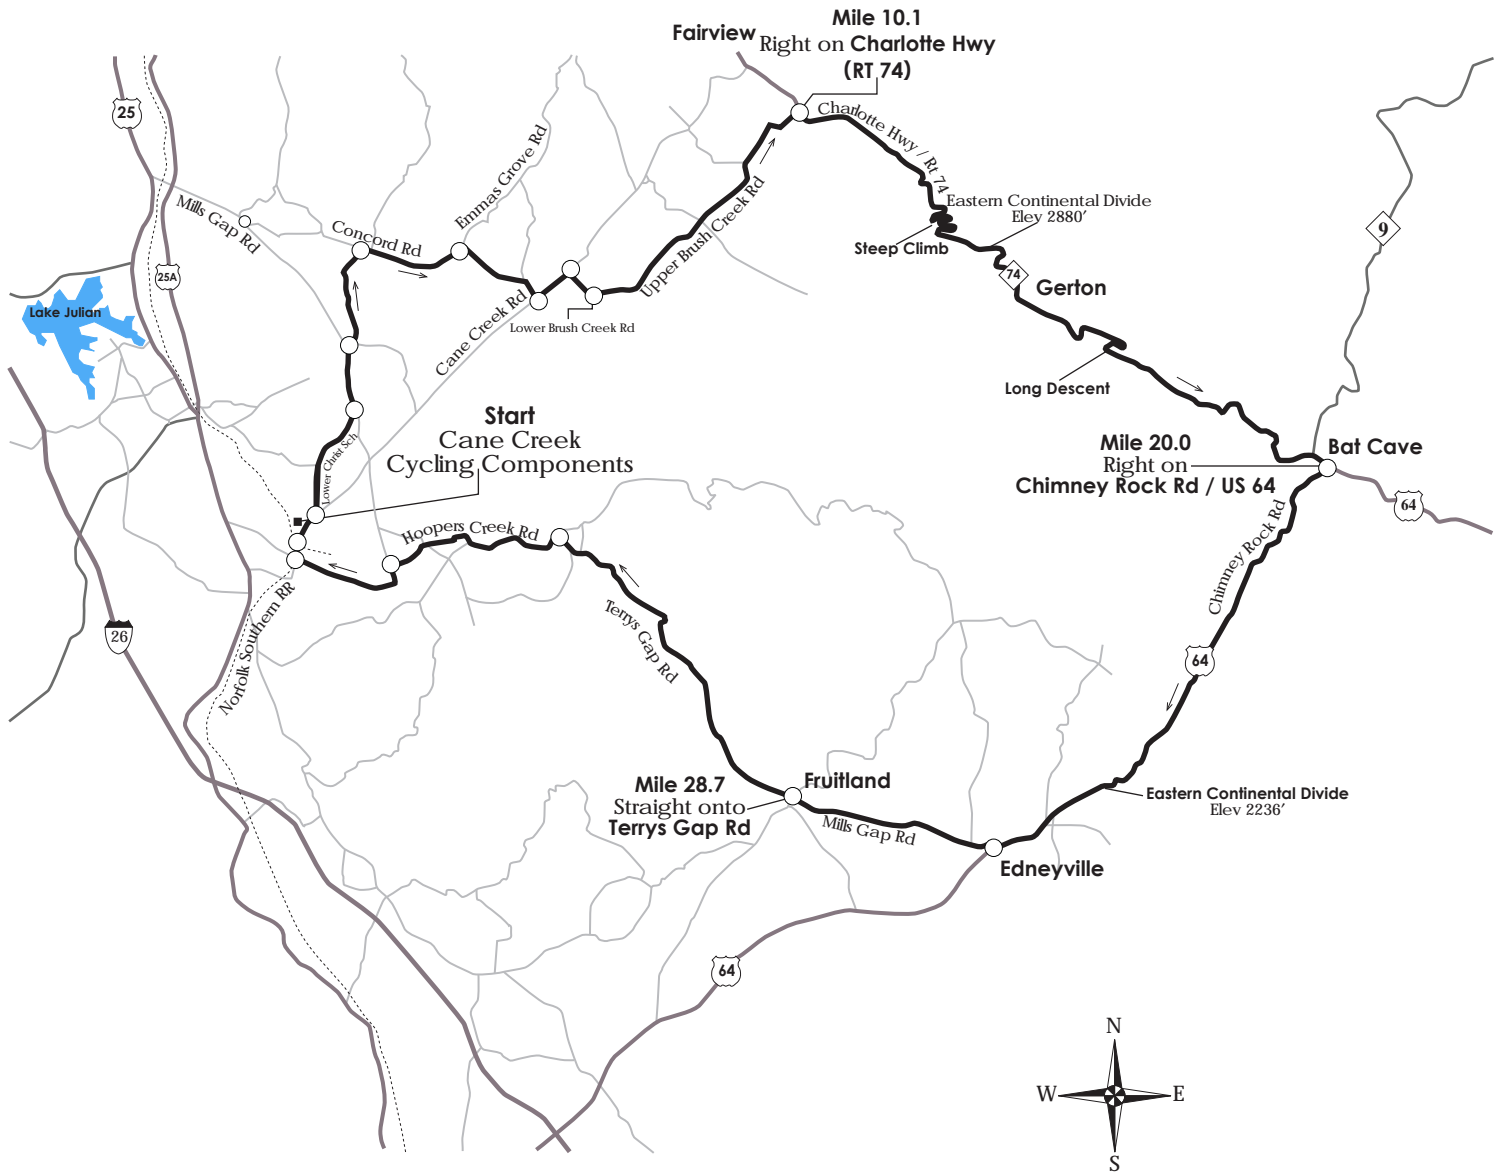 Mile 10.1
Fairview
Right on Charlotte Hwy
(RT 74)
25
Charlotte Hwy / Rt 74
Emmas Grove Rd
Mills Gap Rd
Concord Rd
Upper Brush Creek Rd
Eastern Continental Divide
Elev 2880'
Steep Climb
9
25A
74
Gerton
Lake Julian
Cane Creek Rd
Lower Brush Creek Rd
Long Descent
Start
Cane Creek
Cycling Components
Lower Christ Sch
Mile 20.0
Right on
Chimney Rock Rd / US 64
Bat Cave
64
Hoopers Creek Rd
Chimney Rock Rd
Norfolk Southern RR
26
Terrys Gap Rd
64
Mile 28.7
Straight onto
Terrys Gap Rd
Fruitland
Mills Gap Rd
Eastern Continental Divide
Elev 2236'
Edneyville
64
N
W
E
S